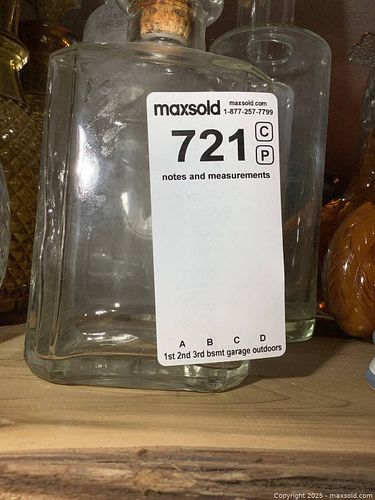 maxsold maxsold.com
1-877-257-7799
721 C
P
notes and measurements
A B C D
1st 2nd 3rd bsmt garage outdoors
Copyright 2025 - maxsold.com